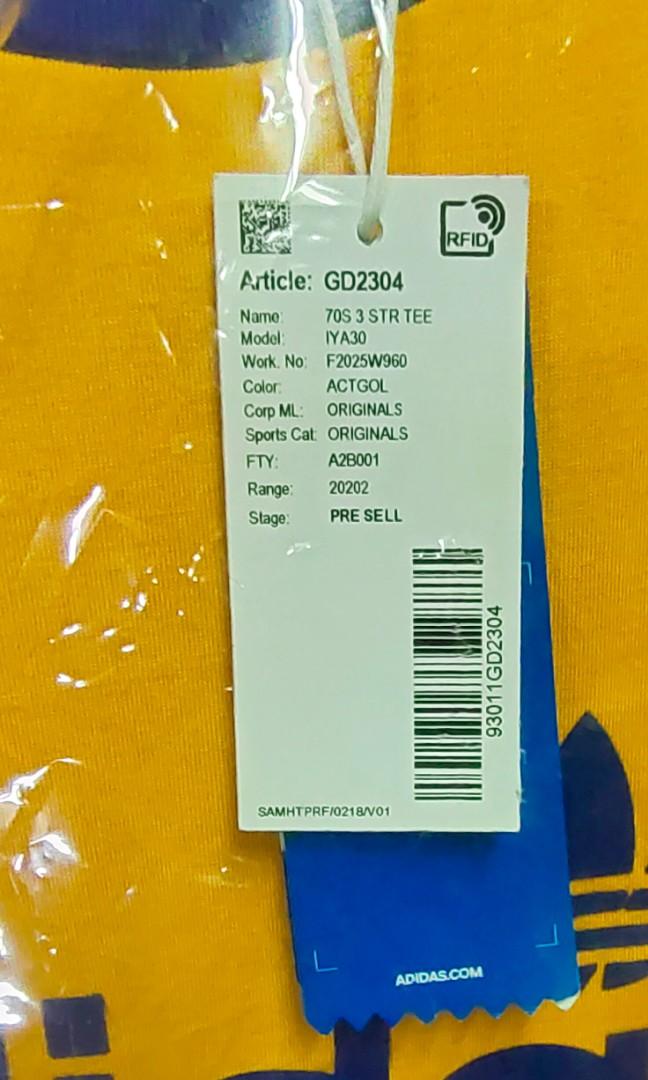 RFID
Article: GD2304
Name: 70S 3 STR TEE
Model: IYA30
Work. No: F2025W960
Color: ACTGOL
Corp ML: ORIGINALS
Sports Cat: ORIGINALS
FTY: A2B001
Range: 20202
Stage: PRE SELL
93011GD2304
SAMHTPRF/0218/V01
ADIDAS.COM